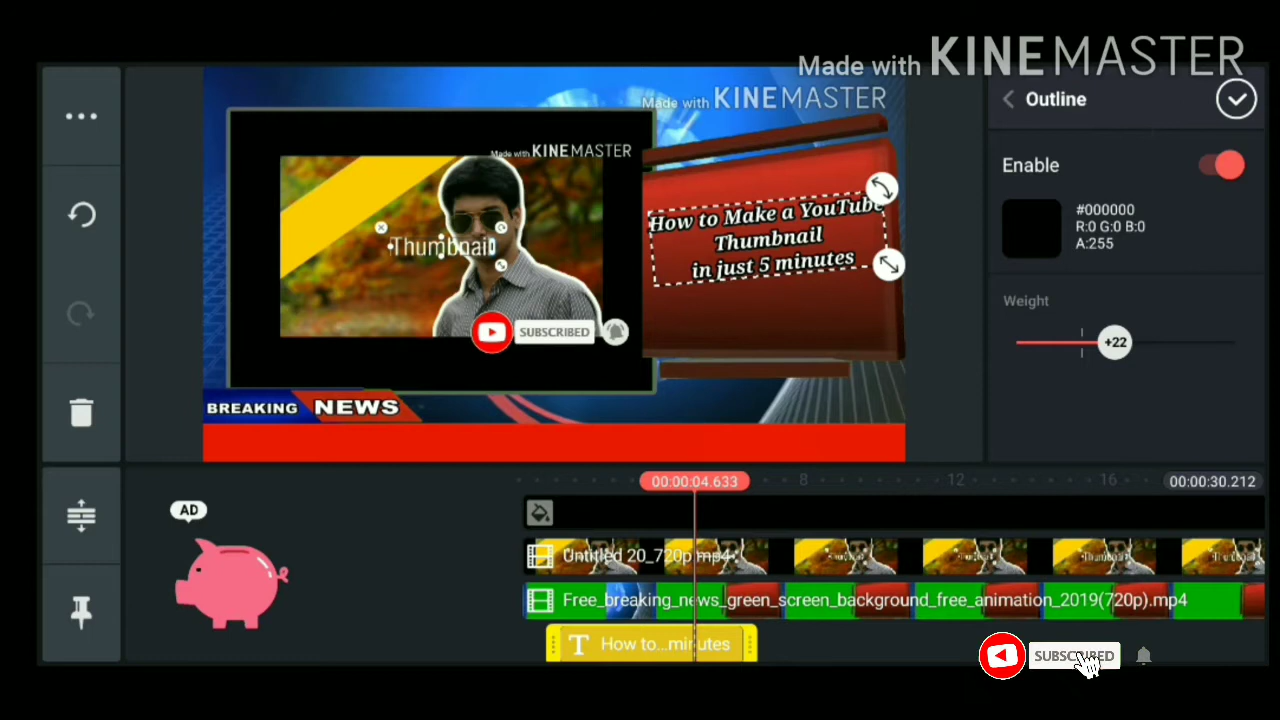 Made with KINEMASTER
Outline
Enable
#000000
R:0 G:0 B:0
A:255
Weight
+22
Made with KINEMASTER
Made with KINEMASTER
Thumbnail
SUBSCRIBED
How to Make a YouTube
Thumbnail
in just 5 minutes
BREAKING NEWS
AD
00:00:04.633
8
12
16
00:00:30.212
Untitled 20_720p.mp4
Free_breaking_news_green_screen_background_free_animation_2019(720p).mp4
T How to...minutes
SUBSCRIBED